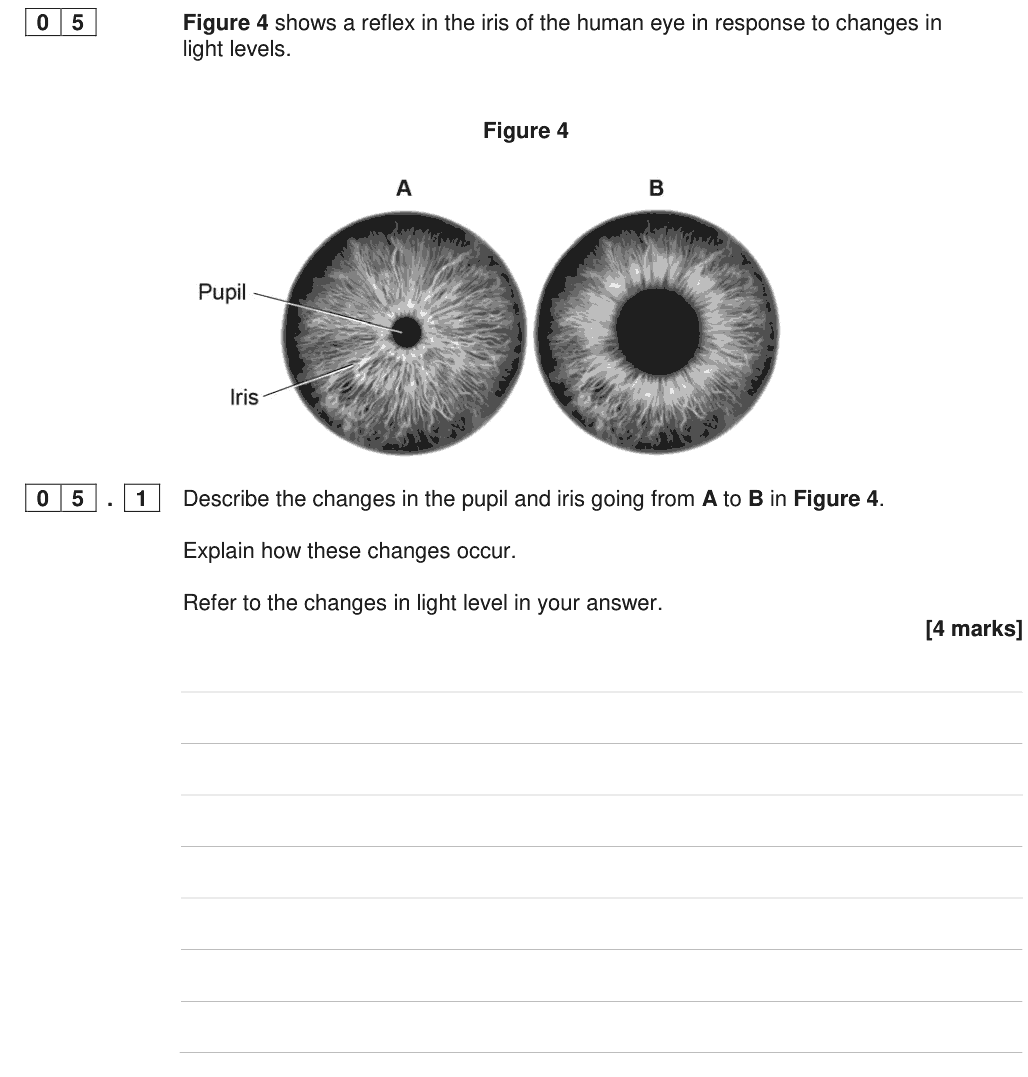 0 5 Figure 4 shows a reflex in the iris of the human eye in response to changes in
light levels.
Figure 4
A B
Pupil
Iris
0 5 . 1 Describe the changes in the pupil and iris going from A to B in Figure 4.
Explain how these changes occur.
Refer to the changes in light level in your answer.
[4 marks]